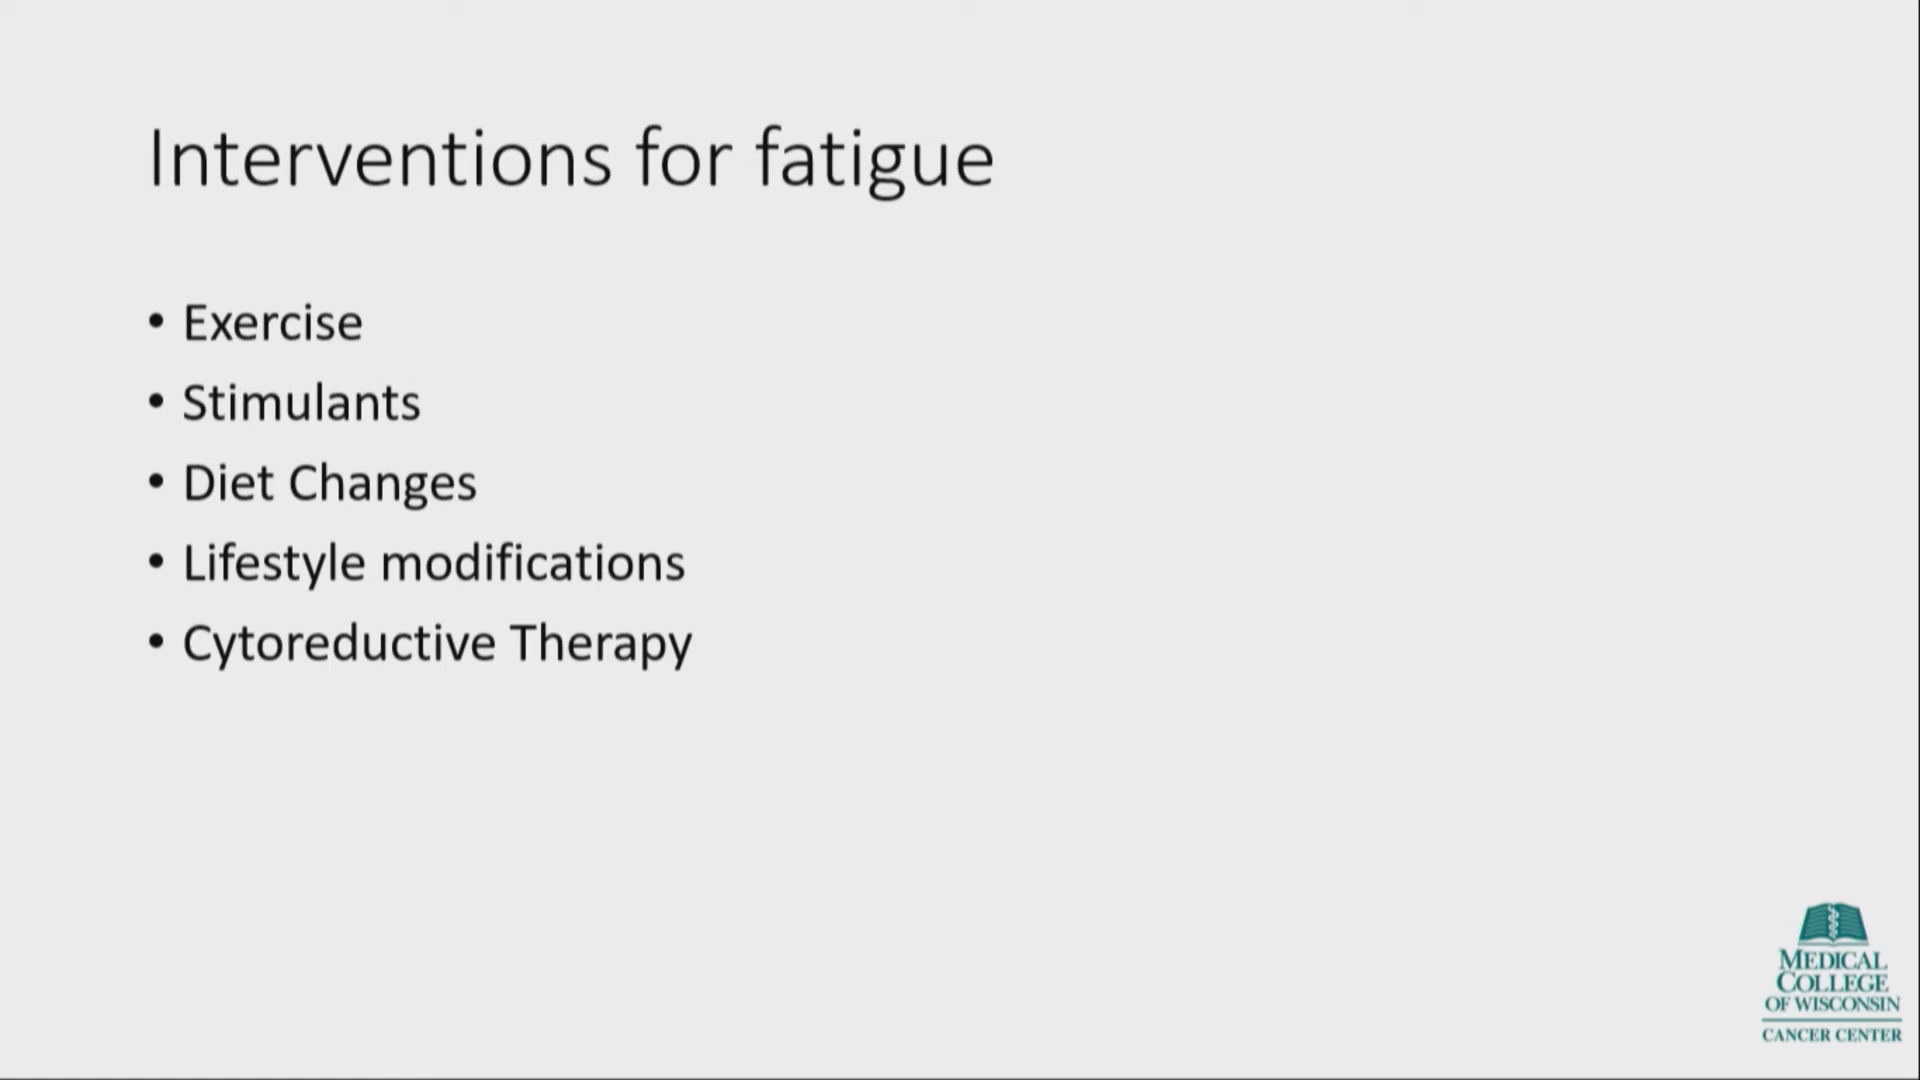 Interventions for fatigue
• Exercise
• Stimulants
• Diet Changes
• Lifestyle modifications
• Cytoreductive Therapy
MEDICAL
COLLEGE
OF WISCONSIN
CANCER CENTER